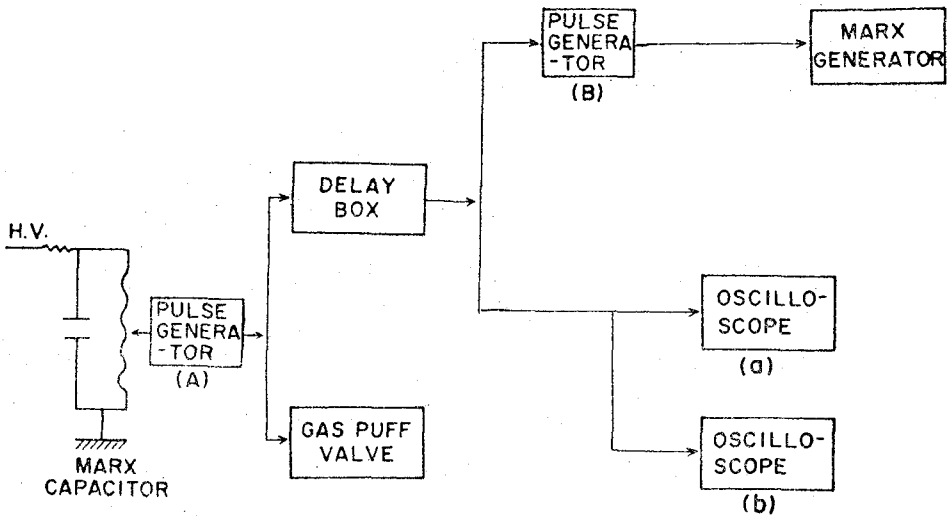 H.V.
MARX
CAPACITOR
PULSE
GENERA
-TOR
(A)
DELAY
BOX
GAS PUFF
VALVE
PULSE
GENERA-
-TOR
(B)
MARX
GENERATOR
OSCILLO-
SCOPE
(a)
OSCILLO-
SCOPE
(b)